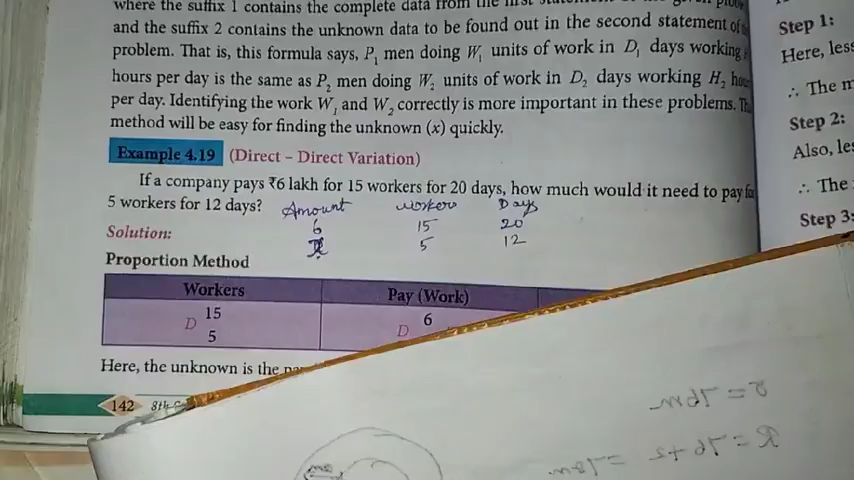 where the suffix 1 contains the complete data from the first
and the suffix 2 contains the unknown data to be found out in the second statement of
problem. That is, this formula says, P₁ men doing W₁ units of work in D₁ days working
hours per day is the same as P₂ men doing W₂ units of work in D₂ days working H₂
per day. Identifying the work W₁ and W₂ correctly is more important in these problems.
method will be easy for finding the unknown (x) quickly.
Example 4.19 (Direct – Direct Variation)
If a company pays ₹6 lakh for 15 workers for 20 days, how much would it need to pay
5 workers for 12 days?
Amount workers Days
6 15 20
5 12
Solution:
Proportion Method
Workers Pay (Work)
D 15 D 6
5
Here, the unknown is the
142 8th
Step 1:
Here, less
∴ The
Step 2:
Also,
∴ The
Step 3: